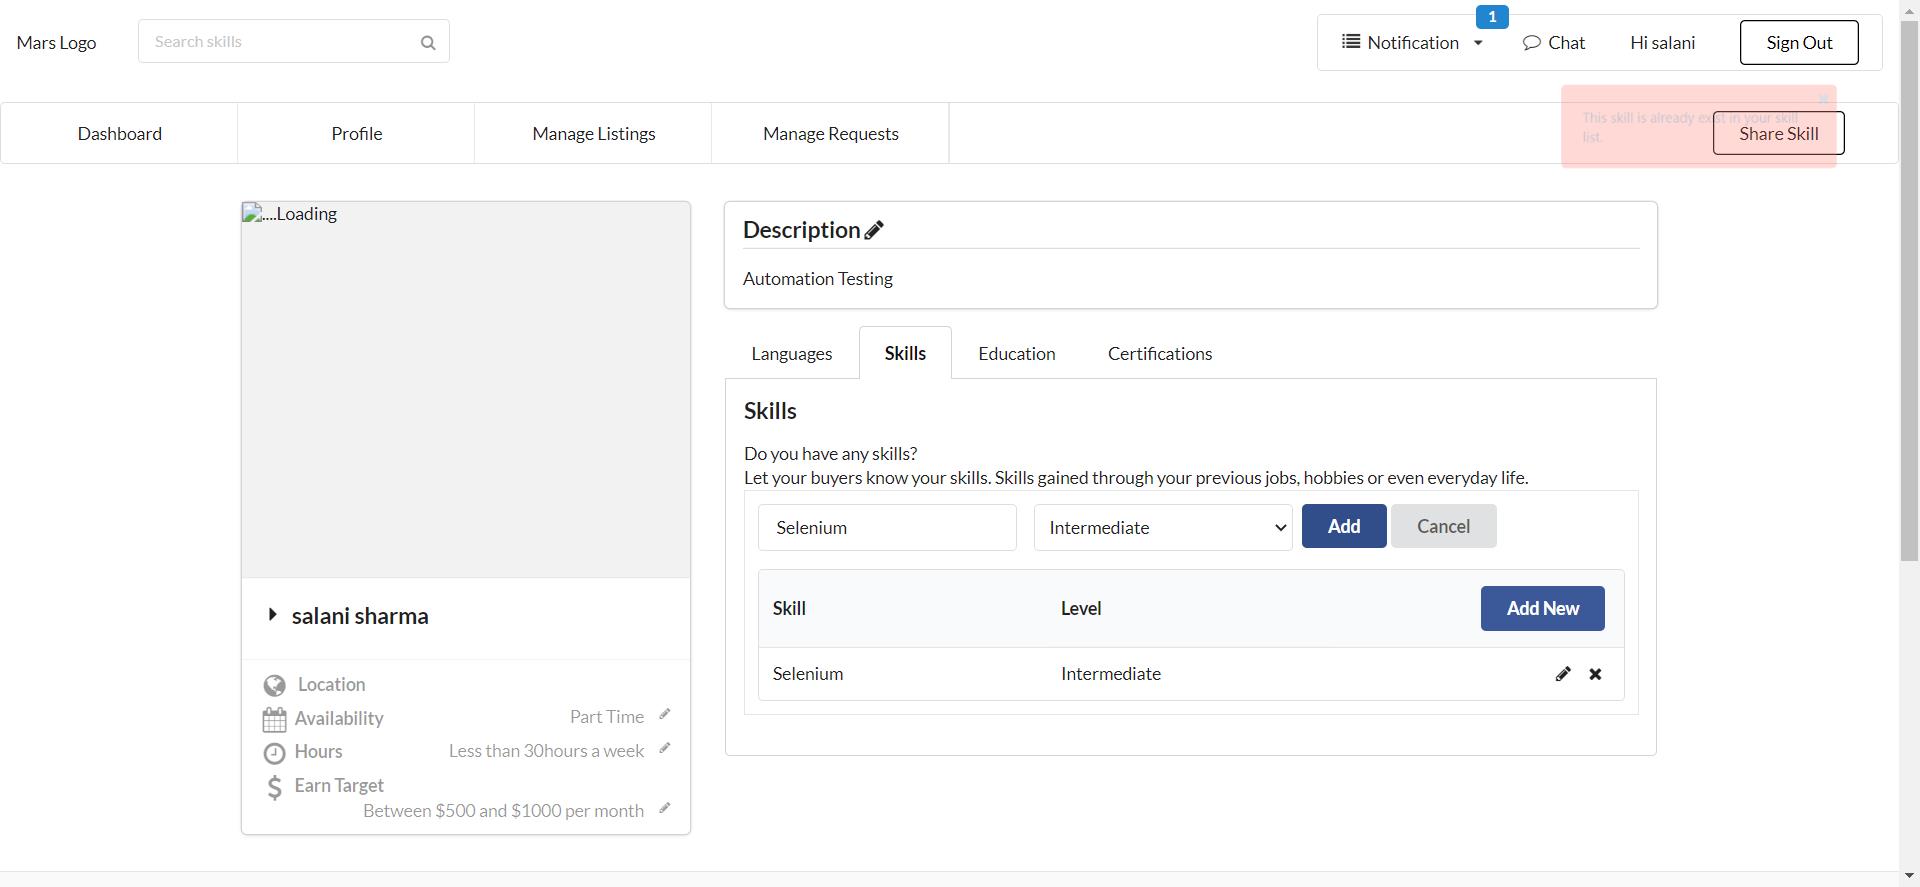 Mars Logo
Search skills
1
Notification
Chat
Hi salani
Sign Out
Dashboard
Profile
Manage Listings
Manage Requests
This skill is already exist in your skill
list.
Share Skill
....Loading
salani sharma
Location
Availability
Part Time
Hours
Less than 30hours a week
Earn Target
Between $500 and $1000 per month
Description
Automation Testing
Languages
Skills
Education
Certifications
Skills
Do you have any skills?
Let your buyers know your skills. Skills gained through your previous jobs, hobbies or even everyday life.
Selenium
Intermediate
Add
Cancel
Skill
Level
Add New
Selenium
Intermediate